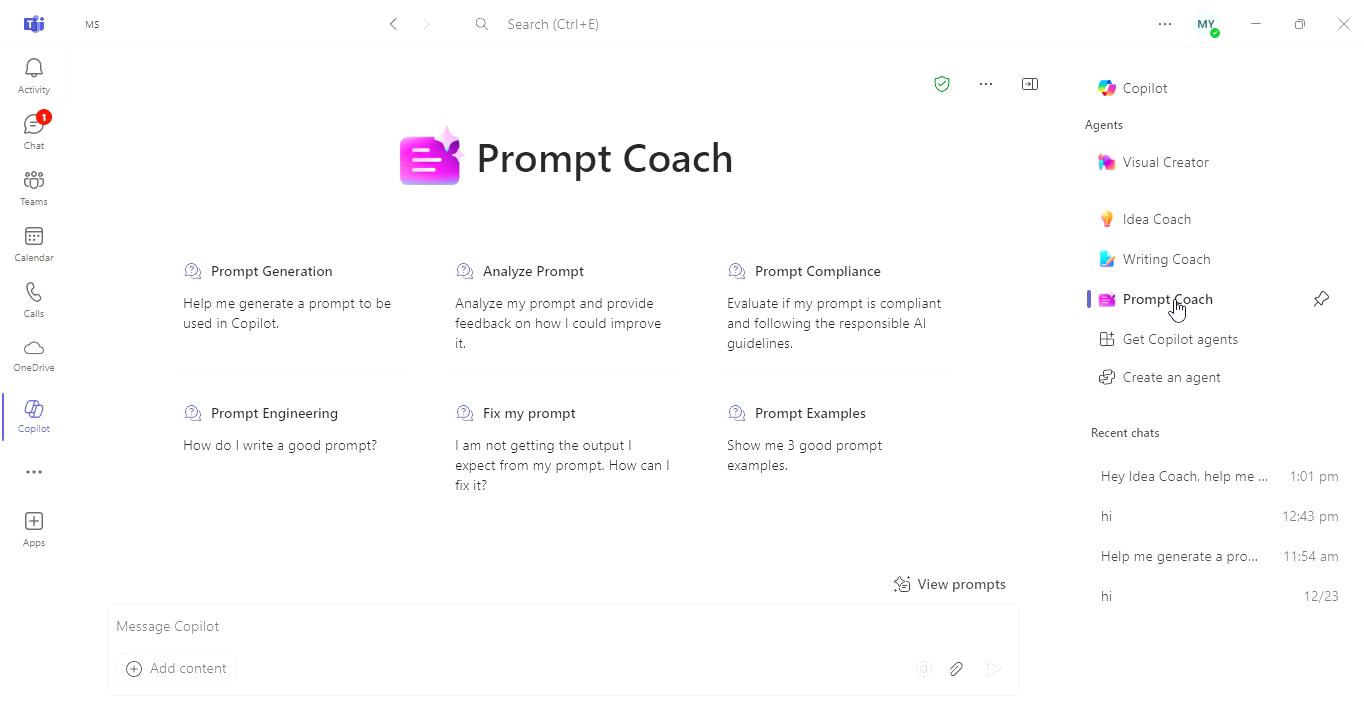 MS
Search (Ctrl+E)
MY
Activity
1
Chat
Teams
Calendar
Calls
OneDrive
Copilot
Apps
Prompt Coach
Prompt Generation
Help me generate a prompt to be
used in Copilot.
Analyze Prompt
Analyze my prompt and provide
feedback on how I could improve
it.
Prompt Compliance
Evaluate if my prompt is compliant
and following the responsible AI
guidelines.
Prompt Engineering
How do I write a good prompt?
Fix my prompt
I am not getting the output I
expect from my prompt. How can I
fix it?
Prompt Examples
Show me 3 good prompt
examples.
View prompts
Message Copilot
Add content
Copilot
Agents
Visual Creator
Idea Coach
Writing Coach
Prompt Coach
Get Copilot agents
Create an agent
Recent chats
Hey Idea Coach, help me ... 1:01 pm
hi 12:43 pm
Help me generate a pro... 11:54 am
hi 12/23